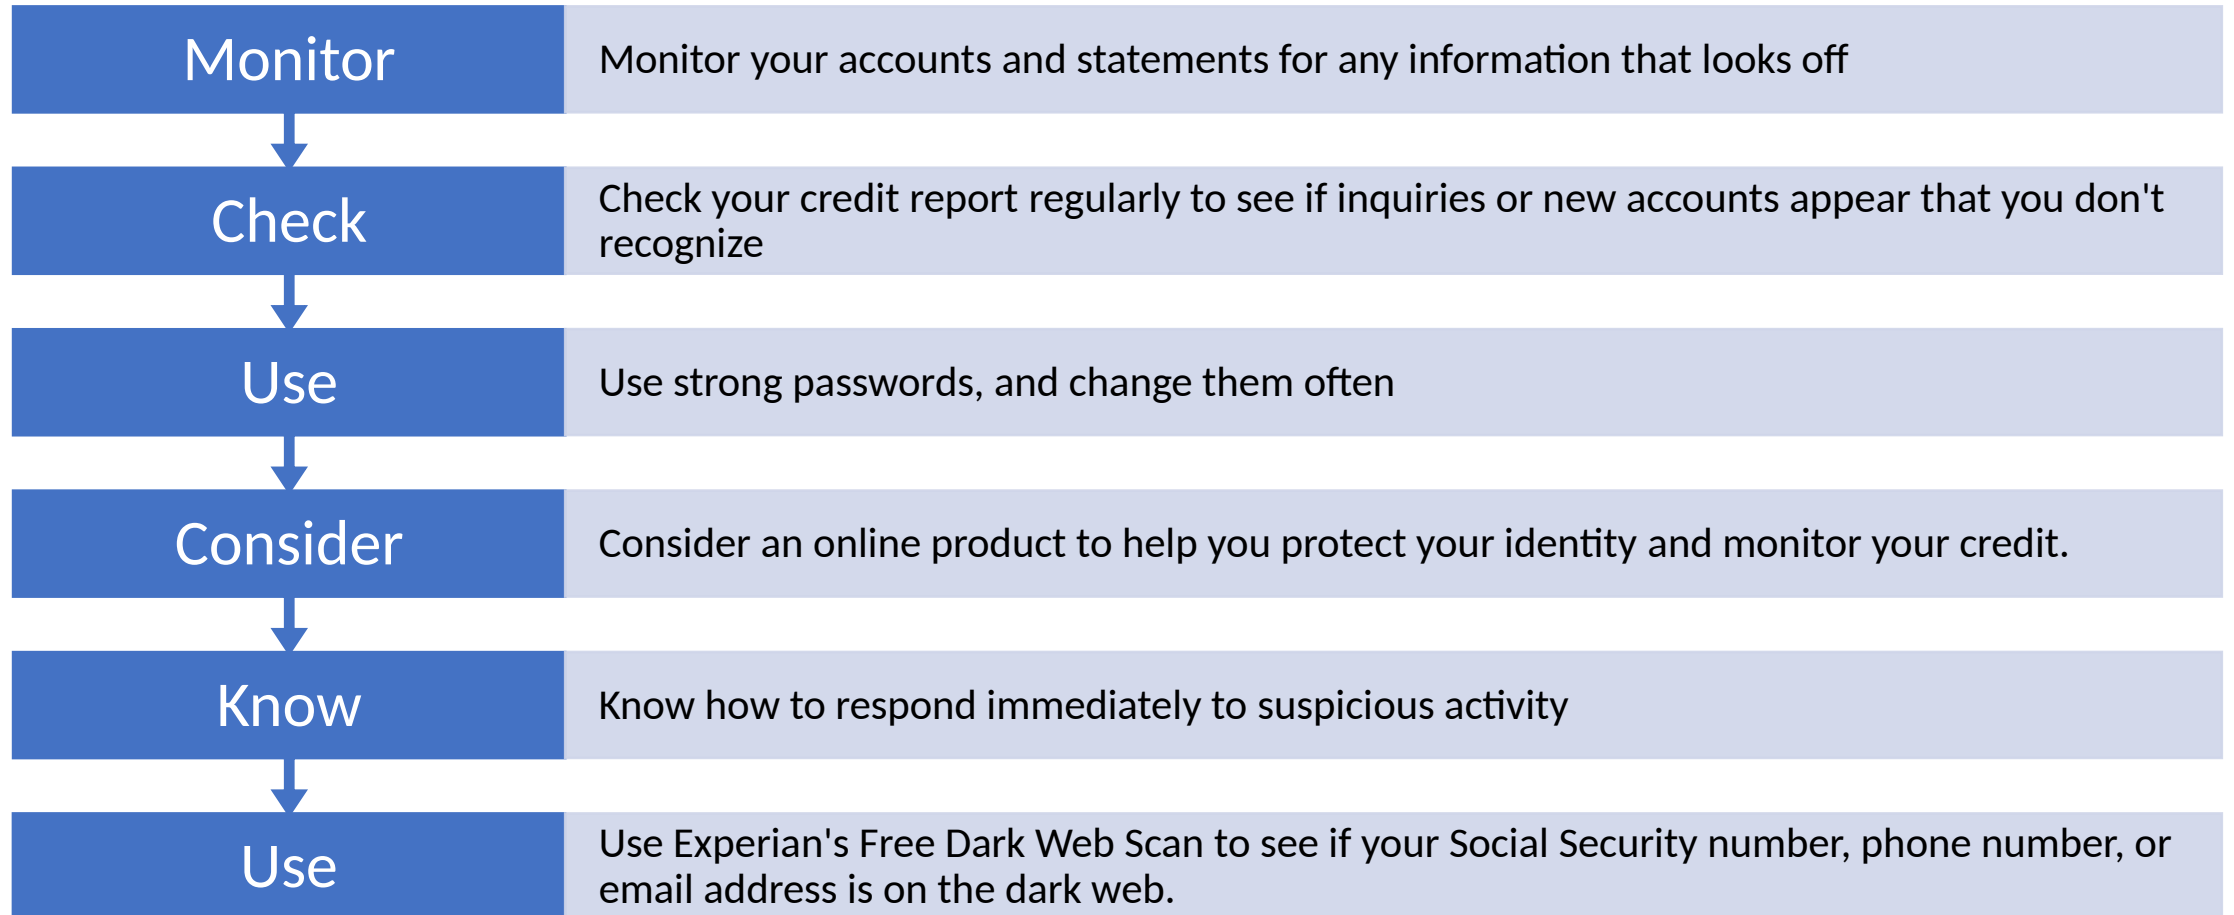 Monitor
Monitor your accounts and statements for any information that looks off
Check
Check your credit report regularly to see if inquiries or new accounts appear that you don't
recognize
Use
Use strong passwords, and change them often
Consider
Consider an online product to help you protect your identity and monitor your credit.
Know
Know how to respond immediately to suspicious activity
Use
Use Experian's Free Dark Web Scan to see if your Social Security number, phone number, or
email address is on the dark web.